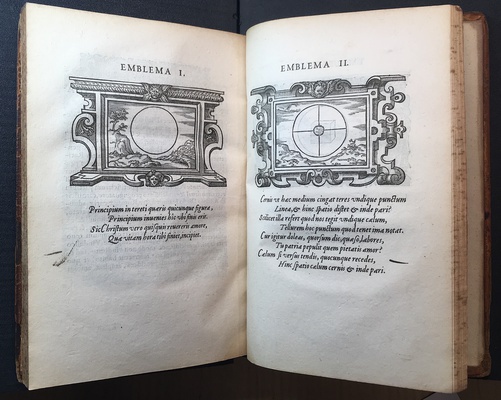 EMBLEMA I.
Principium in tereti quæris quicunque figura,
Principium inuenies hic vbi finis erit.
Sic Christum vero quisquis reuereris amore,
Quæ vitam hora tibi finiet, incipiet.
EMBLEMA II.
Cernis vt hac medium cingat teres vndique punctum
Linea, & hinc spatio distet & inde pari?
Scilicet illa refert quod nos tegit vndique cælum,
Tellurem hoc punctum quod tenet ima notat.
Cur igitur doleas, quorsum dic, quæso, labores,
Tu patria pepulit quem pietatis amor?
Cælum si versus tendis, quocunque recedes,
Hinc spatio cælum cernis & inde pari.